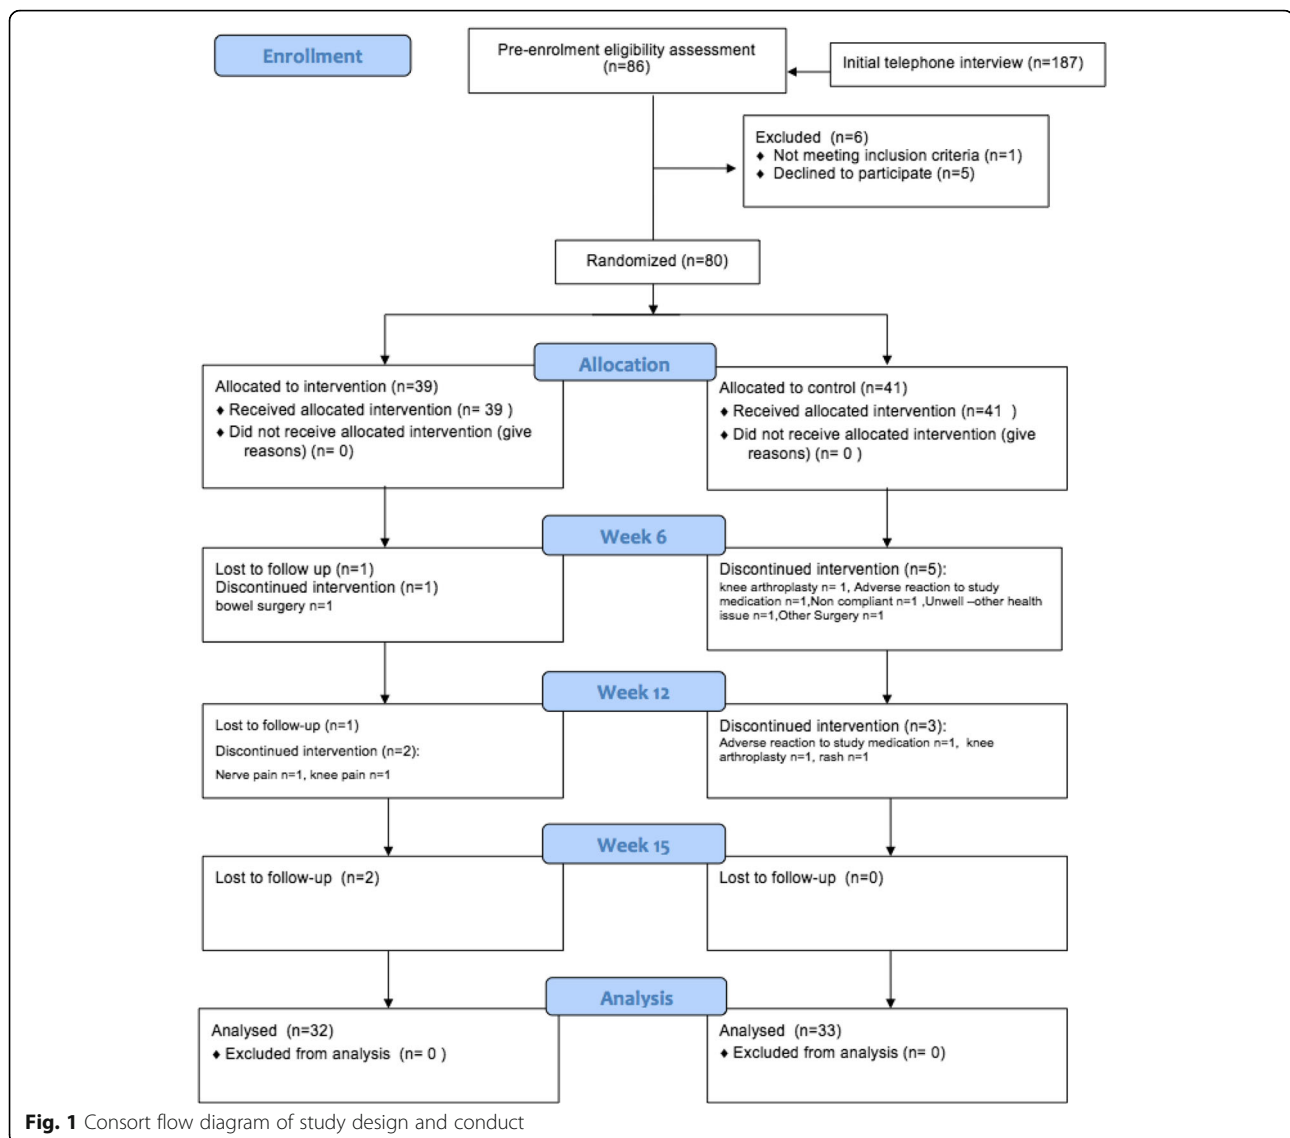 Enrollment
Pre-enrolment eligibility assessment
(n=86)
Initial telephone interview (n=187)
Excluded (n=6)
♦ Not meeting inclusion criteria (n=1)
♦ Declined to participate (n=5)
Randomized (n=80)
Allocation
Allocated to intervention (n=39)
♦ Received allocated intervention (n= 39 )
♦ Did not receive allocated intervention (give
reasons) (n= 0)
Allocated to control (n=41)
♦ Received allocated intervention (n=41 )
♦ Did not receive allocated intervention (give
reasons) (n= 0 )
Week 6
Lost to follow up (n=1)
Discontinued intervention (n=1)
bowel surgery n=1
Discontinued intervention (n=5):
knee arthroplasty n= 1, Adverse reaction to study
medication n=1,Non compliant n=1 ,Unwell –other health
issue n=1,Other Surgery n=1
Week 12
Lost to follow-up (n=1)
Discontinued intervention (n=2):
Nerve pain n=1, knee pain n=1
Discontinued intervention (n=3):
Adverse reaction to study medication n=1, knee
arthroplasty n=1, rash n=1
Week 15
Lost to follow-up (n=2)
Lost to follow-up (n=0)
Analysis
Analysed (n=32)
♦ Excluded from analysis (n= 0 )
Analysed (n=33)
♦ Excluded from analysis (n= 0)
Fig. 1 Consort flow diagram of study design and conduct